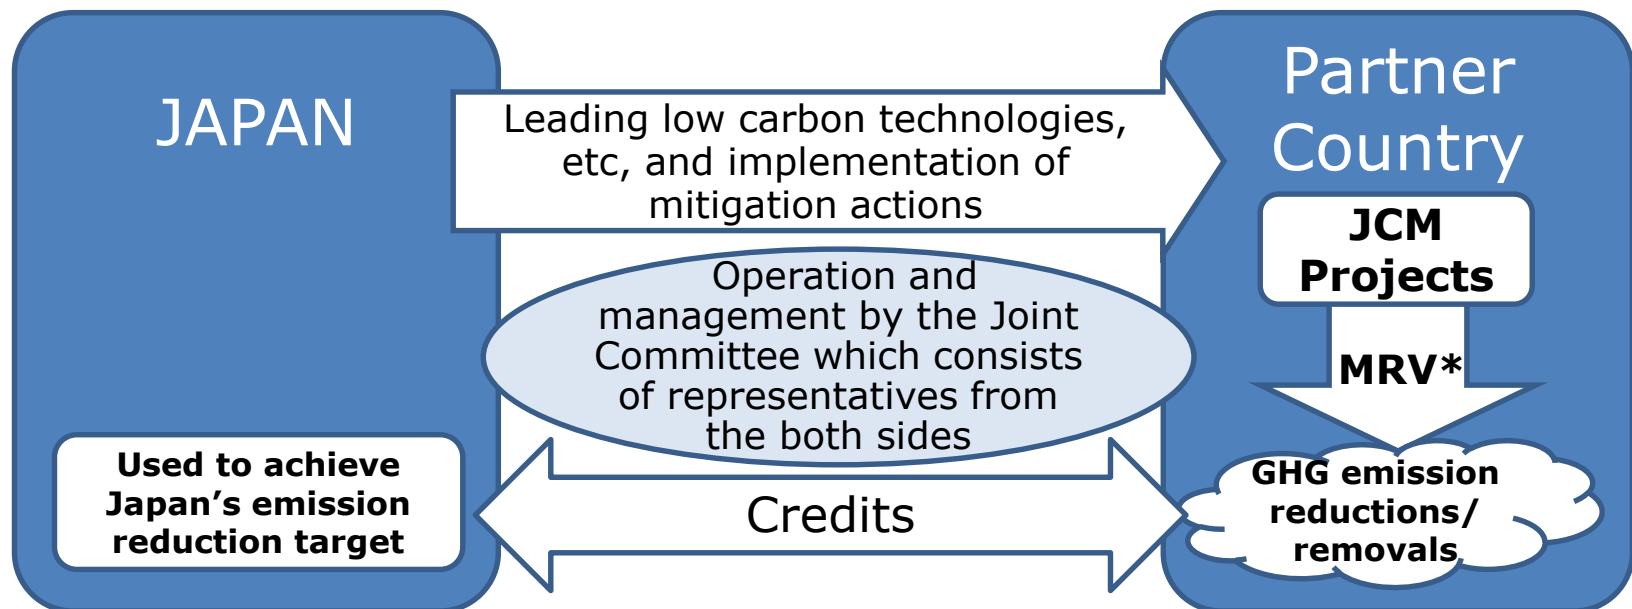 JAPAN
Leading low carbon technologies,
etc, and implementation of
mitigation actions
Partner
Country
JCM
Projects
Operation and
management by the Joint
Committee which consists
of representatives from
the both sides
MRV*
Used to achieve
Japan’s emission
reduction target
Credits
GHG emission
reductions/
removals